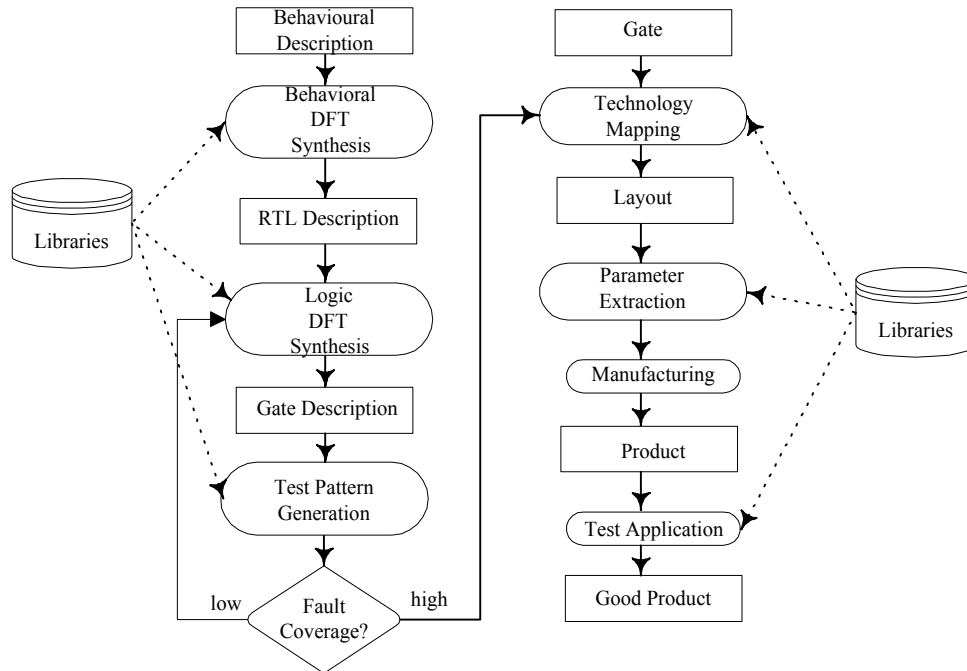 Behavioural
Description
Behavioral
DFT
Synthesis
Libraries
RTL Description
Logic
DFT
Synthesis
Gate Description
Test Pattern
Generation
low
Fault
Coverage?
high
Gate
Technology
Mapping
Layout
Parameter
Extraction
Libraries
Manufacturing
Product
Test Application
Good Product